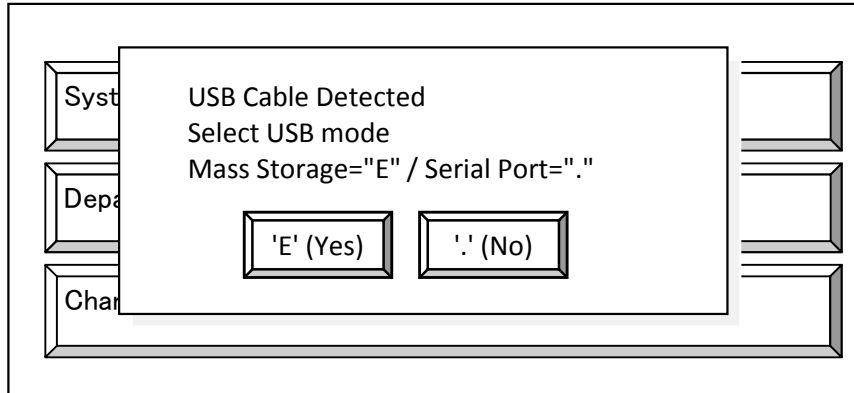 USB Cable Detected
Select USB mode
Mass Storage="E" / Serial Port="."
'E' (Yes) '.' (No)
Syst
Depa
Char